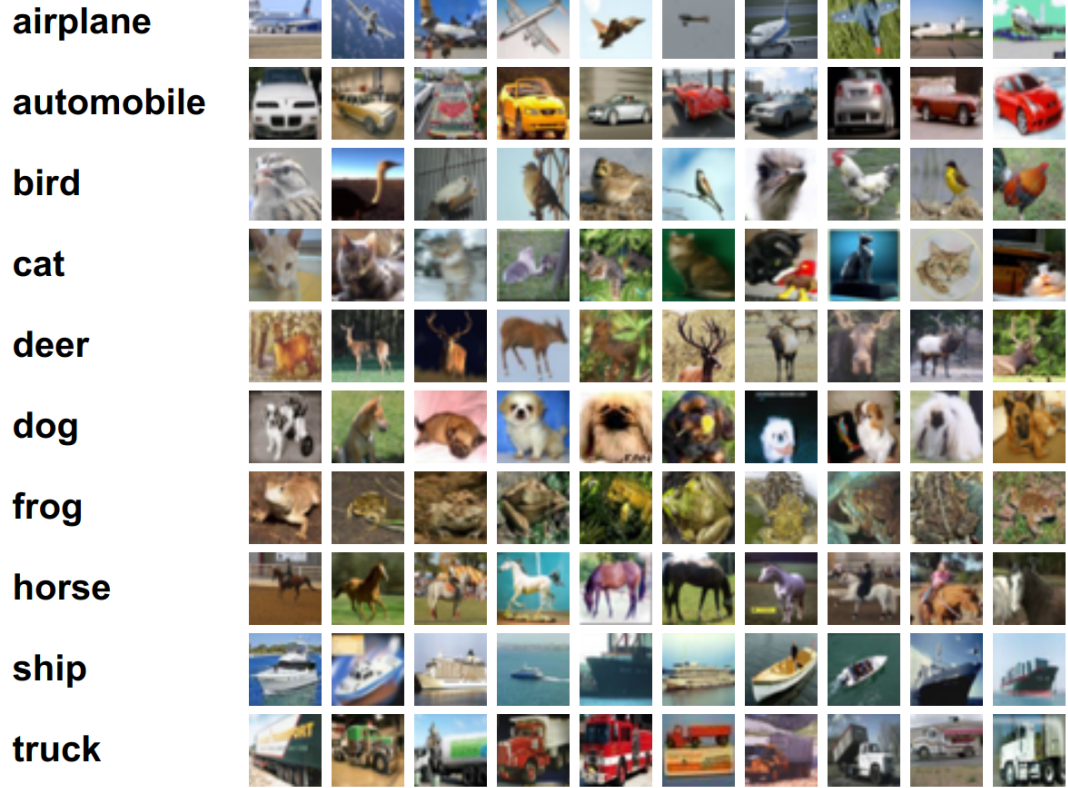 airplane
automobile
bird
cat
deer
dog
frog
horse
ship
truck